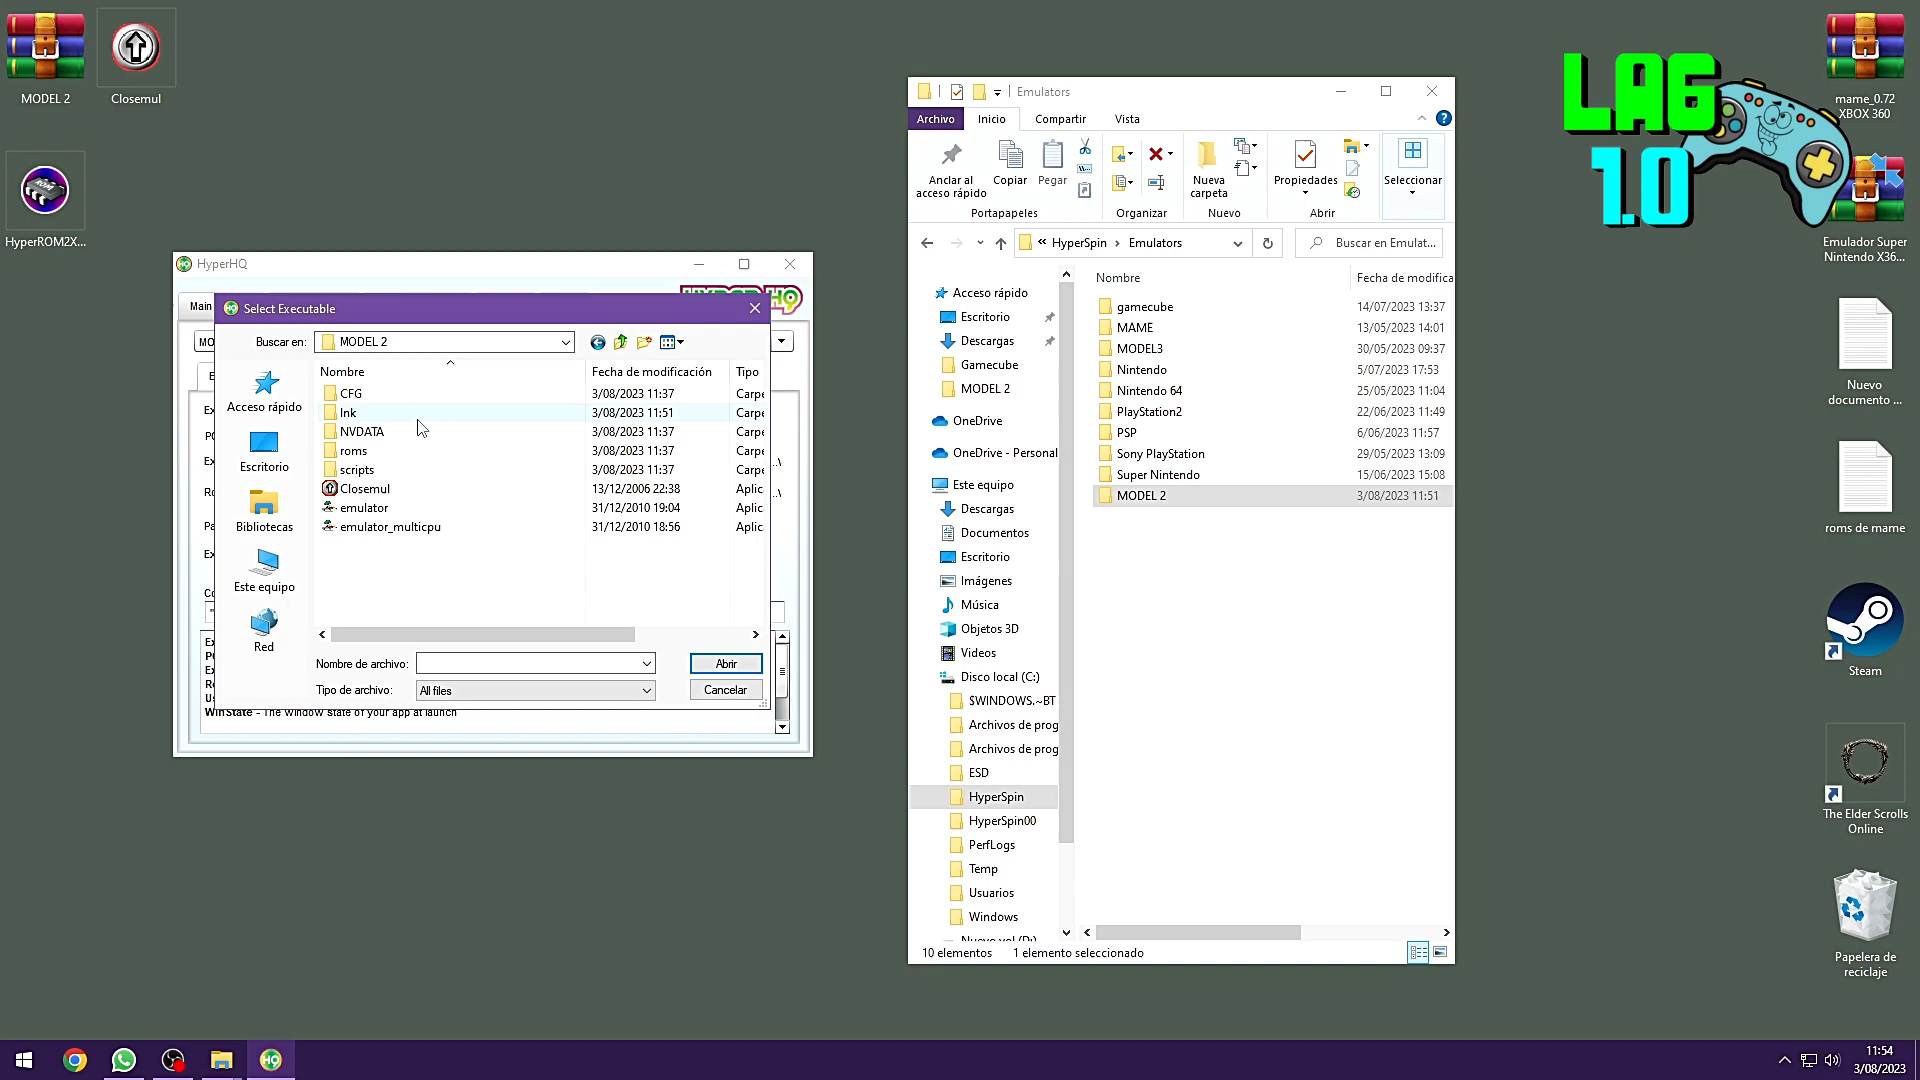 MODEL 2
Closemul
HyperROM2X...
HyperHQ
Main
HYPER HQ
MO
Select Executable
Buscar en:
MODEL 2
Nombre
Fecha de modificación
Tipo
CFG
3/08/2023 11:37
Carpe
lnk
3/08/2023 11:51
Carpe
NVDATA
3/08/2023 11:37
Carpe
roms
3/08/2023 11:37
Carpe
scripts
3/08/2023 11:37
Carpe
Closemul
13/12/2006 22:38
Aplic
emulator
31/12/2010 19:04
Aplic
emulator_multicpu
31/12/2010 18:56
Aplic
Acceso rápido
Escritorio
Bibliotecas
Este equipo
Red
Nombre de archivo:
Abrir
Tipo de archivo:
All files
Cancelar
WinState - The window state of your app at launch
Emulators
Archivo
Inicio
Compartir
Vista
Anclar al
acceso rápido
Copiar
Pegar
Portapapeles
Organizar
Nueva
carpeta
Nuevo
Propiedades
Abrir
Seleccionar
« HyperSpin > Emulators
Buscar en Emulat...
Acceso rápido
Escritorio
Descargas
Gamecube
MODEL 2
OneDrive
OneDrive - Personal
Este equipo
Descargas
Documentos
Escritorio
Imágenes
Música
Objetos 3D
Videos
Disco local (C:)
$WINDOWS.~BT
Archivos de prog
Archivos de prog
ESD
HyperSpin
HyperSpin00
PerfLogs
Temp
Usuarios
Windows
Nuevo vol (D:)
Nombre
Fecha de modifica
gamecube
14/07/2023 13:37
MAME
13/05/2023 14:01
MODEL3
30/05/2023 09:37
Nintendo
5/07/2023 17:53
Nintendo 64
25/05/2023 11:04
PlayStation2
22/06/2023 11:49
PSP
6/06/2023 11:57
Sony PlayStation
29/05/2023 13:09
Super Nintendo
15/06/2023 15:08
MODEL 2
3/08/2023 11:51
10 elementos
1 elemento seleccionado
LAG
1.0
mame_0.72
XBOX 360
Emulador Super
Nintendo X36...
Nuevo
documento ...
roms de mame
Steam
The Elder Scrolls
Online
Papelera de
reciclaje
11:54
3/08/2023